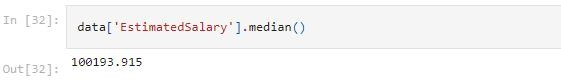 In [32]: data['EstimatedSalary'].median()
Out[32]: 100193.915